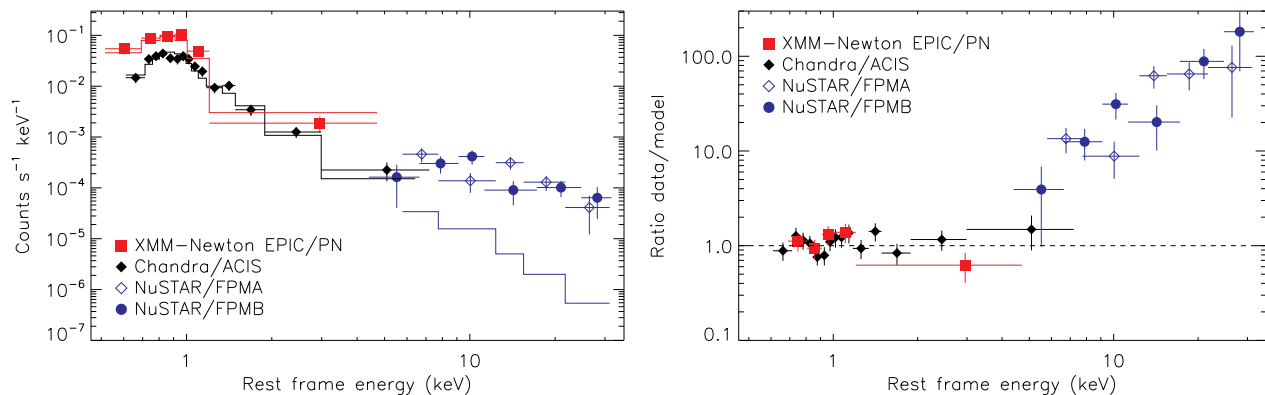 10⁻¹
10⁻²
10⁻³
10⁻⁴
10⁻⁵
10⁻⁶
10⁻⁷
Counts s⁻¹ keV⁻¹
XMM-Newton EPIC/PN
Chandra/ACIS
NuSTAR/FPMA
NuSTAR/FPMB
1
10
Rest frame energy (keV)
XMM-Newton EPIC/PN
Chandra/ACIS
NuSTAR/FPMA
NuSTAR/FPMB
100.0
10.0
1.0
0.1
Ratio data/model
1
10
Rest frame energy (keV)